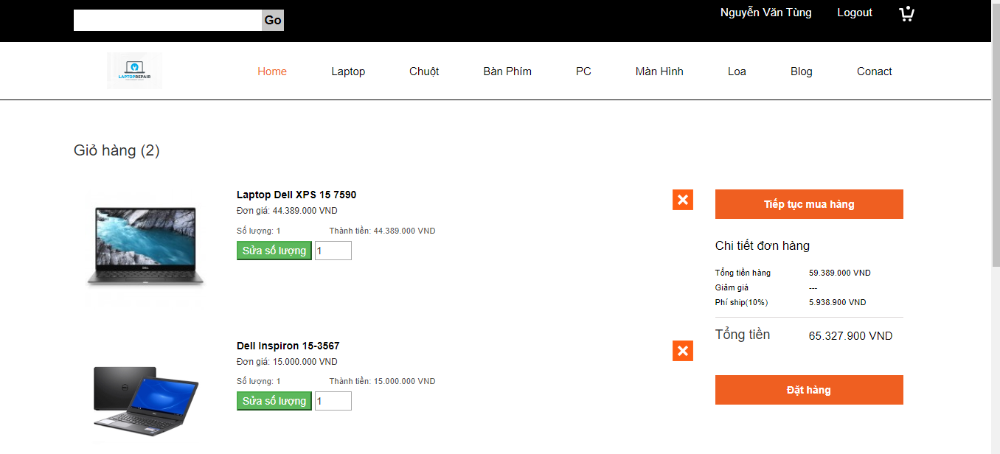 Go
Nguyễn Văn Tùng
Logout
LAPTOPREPAIR
Home Laptop Chuột Bàn Phím PC Màn Hình Loa Blog Conact
Giỏ hàng (2)
Laptop Dell XPS 15 7590
Đơn giá: 44.389.000 VND
Số lượng: 1 Thành tiền: 44.389.000 VND
Sửa số lượng 1
Dell Inspiron 15-3567
Đơn giá: 15.000.000 VND
Số lượng: 1 Thành tiền: 15.000.000 VND
Sửa số lượng 1
Tiếp tục mua hàng
Chi tiết đơn hàng
Tổng tiền hàng 59.389.000 VND
Giảm giá ---
Phí ship(10%) 5.938.900 VND
Tổng tiền 65.327.900 VND
Đặt hàng